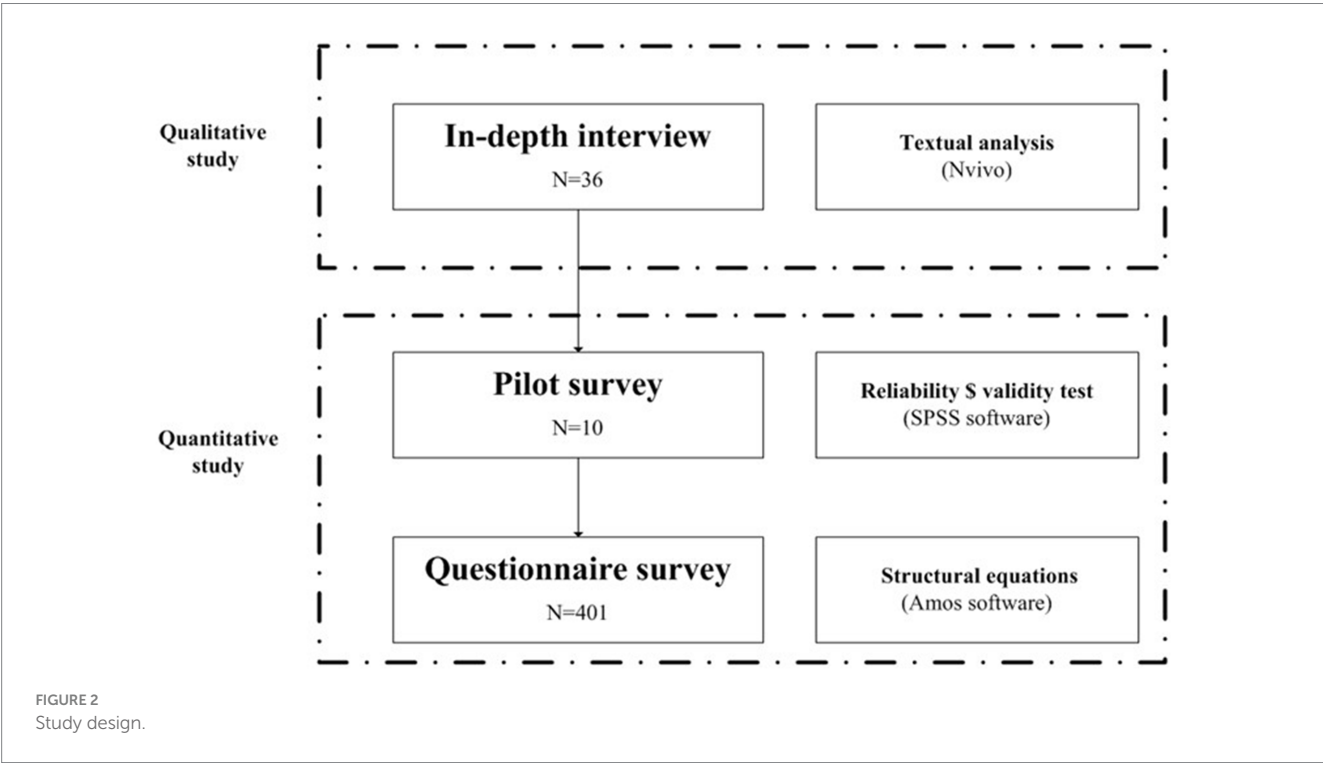 Qualitative
study
In-depth interview
N=36
Textual analysis
(Nvivo)
Quantitative
study
Pilot survey
N=10
Reliability $ validity test
(SPSS software)
Questionnaire survey
N=401
Structural equations
(Amos software)
FIGURE 2
Study design.